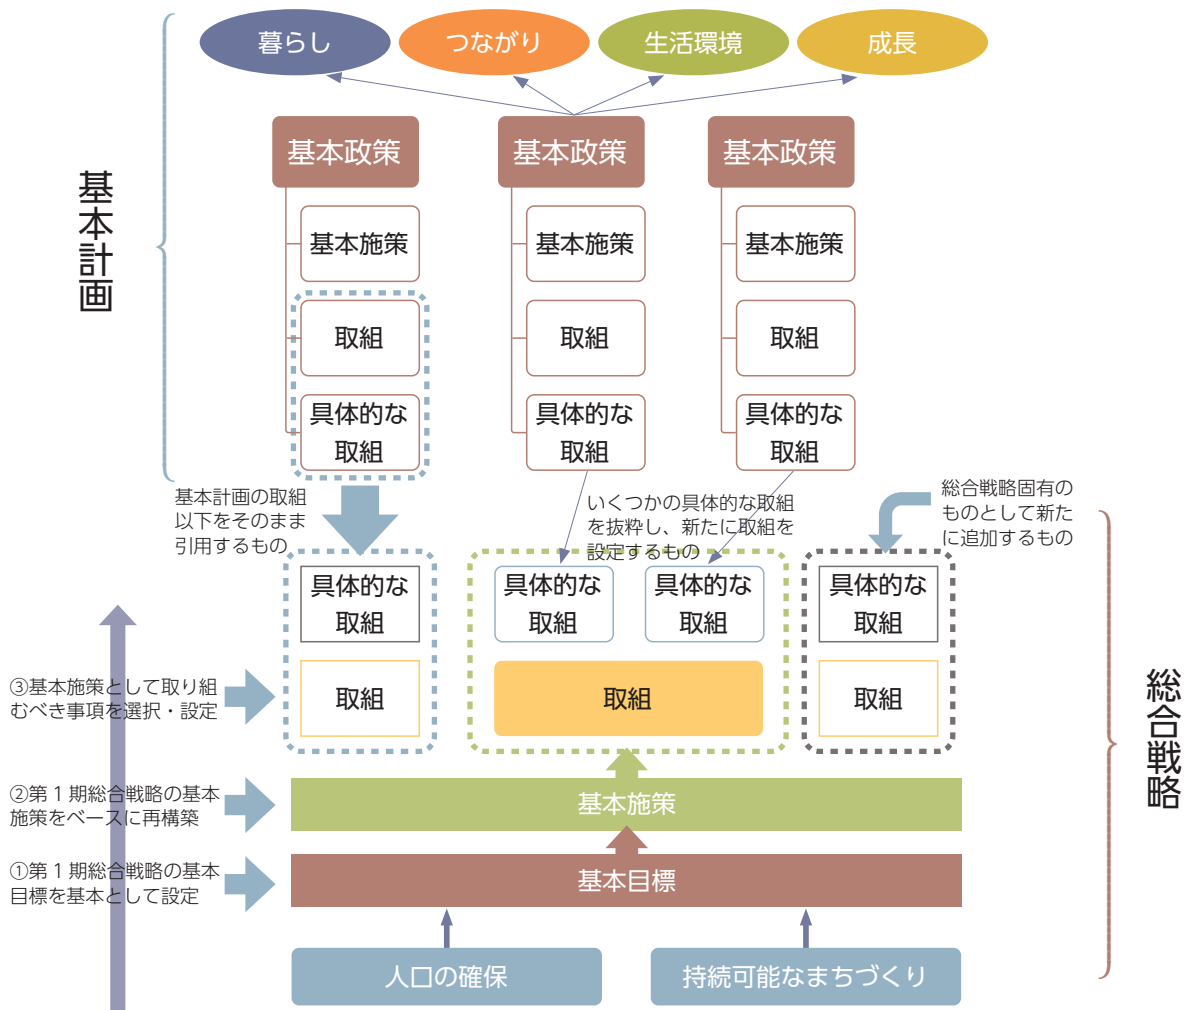 暮らし
つながり
生活環境
成長
基本計画
基本政策
基本政策
基本政策
基本施策
基本施策
基本施策
取組
取組
取組
具体的な
取組
具体的な
取組
具体的な
取組
基本計画の取組
以下をそのまま
引用するもの
いくつかの具体的な取組
を抜粋し、新たに取組を
設定するもの
総合戦略固有の
ものとして新た
に追加するもの
具体的な
取組
具体的な
取組
具体的な
取組
具体的な
取組
③基本施策として取り組
むべき事項を選択・設定
取組
取組
取組
総合戦略
②第1期総合戦略の基本
施策をベースに再構築
基本施策
①第1期総合戦略の基本
目標を基本として設定
基本目標
人口の確保
持続可能なまちづくり